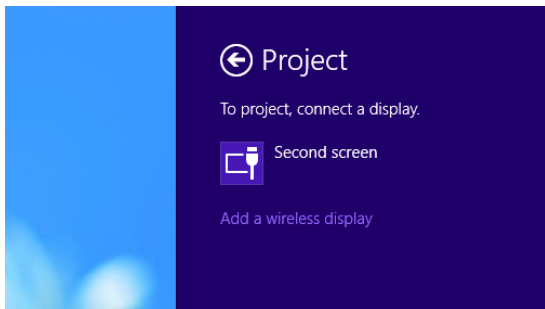 Project
To project, connect a display.
Second screen
Add a wireless display